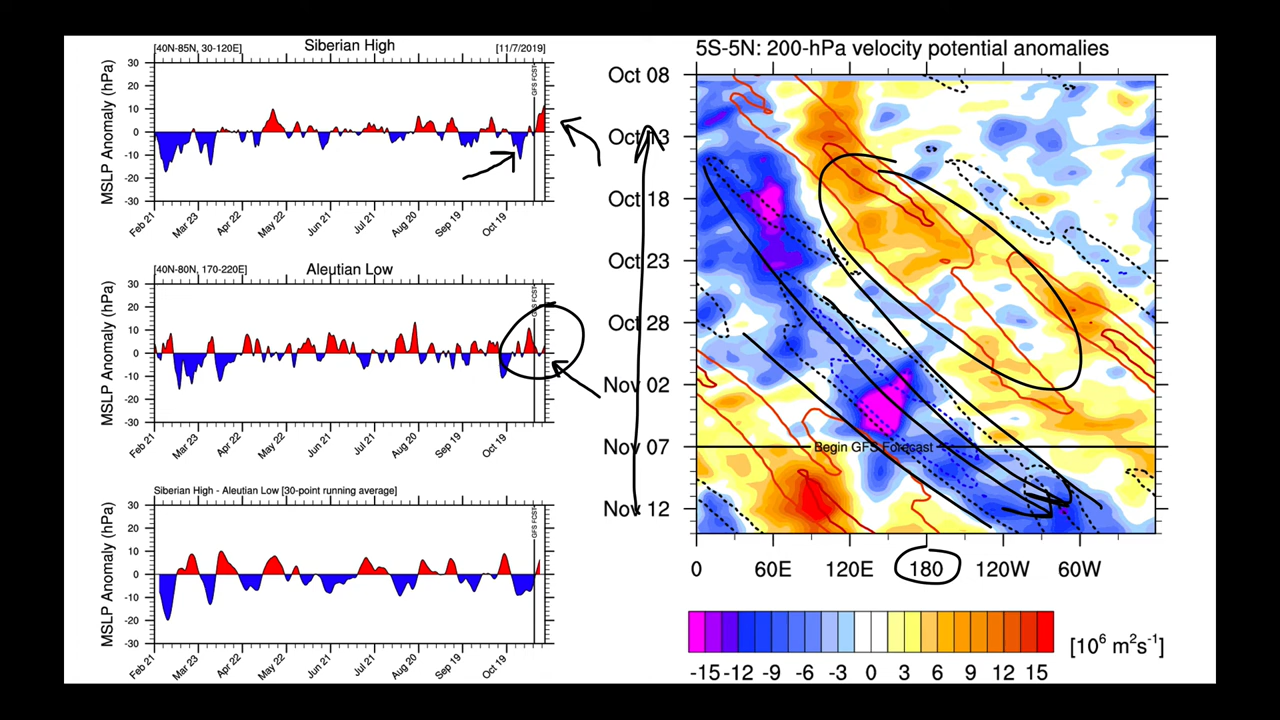 [40N-85N, 30-120E] Siberian High [11/7/2019]
MSLP Anomaly (hPa)
30
20
10
0
-10
-20
-30
GFS FCST
Feb 21 Mar 23 Apr 22 May 22 Jun 21 Jul 21 Aug 20 Sep 19 Oct 19
[40N-80N, 170-220E] Aleutian Low
MSLP Anomaly (hPa)
30
20
10
0
-10
-20
-30
GFS FCST
Feb 21 Mar 23 Apr 22 May 22 Jun 21 Jul 21 Aug 20 Sep 19 Oct 19
Siberian High - Aleutian Low [30-point running average]
MSLP Anomaly (hPa)
30
20
10
0
-10
-20
-30
GFS FCST
Feb 21 Mar 23 Apr 22 May 22 Jun 21 Jul 21 Aug 20 Sep 19 Oct 19
5S-5N: 200-hPa velocity potential anomalies
Oct 08
Oct 13
Oct 18
Oct 23
Oct 28
Nov 02
Nov 07
Nov 12
Begin GFS Forecast
0 60E 120E 180 120W 60W
-15 -12 -9 -6 -3 0 3 6 9 12 15
[10⁶ m²s⁻¹]